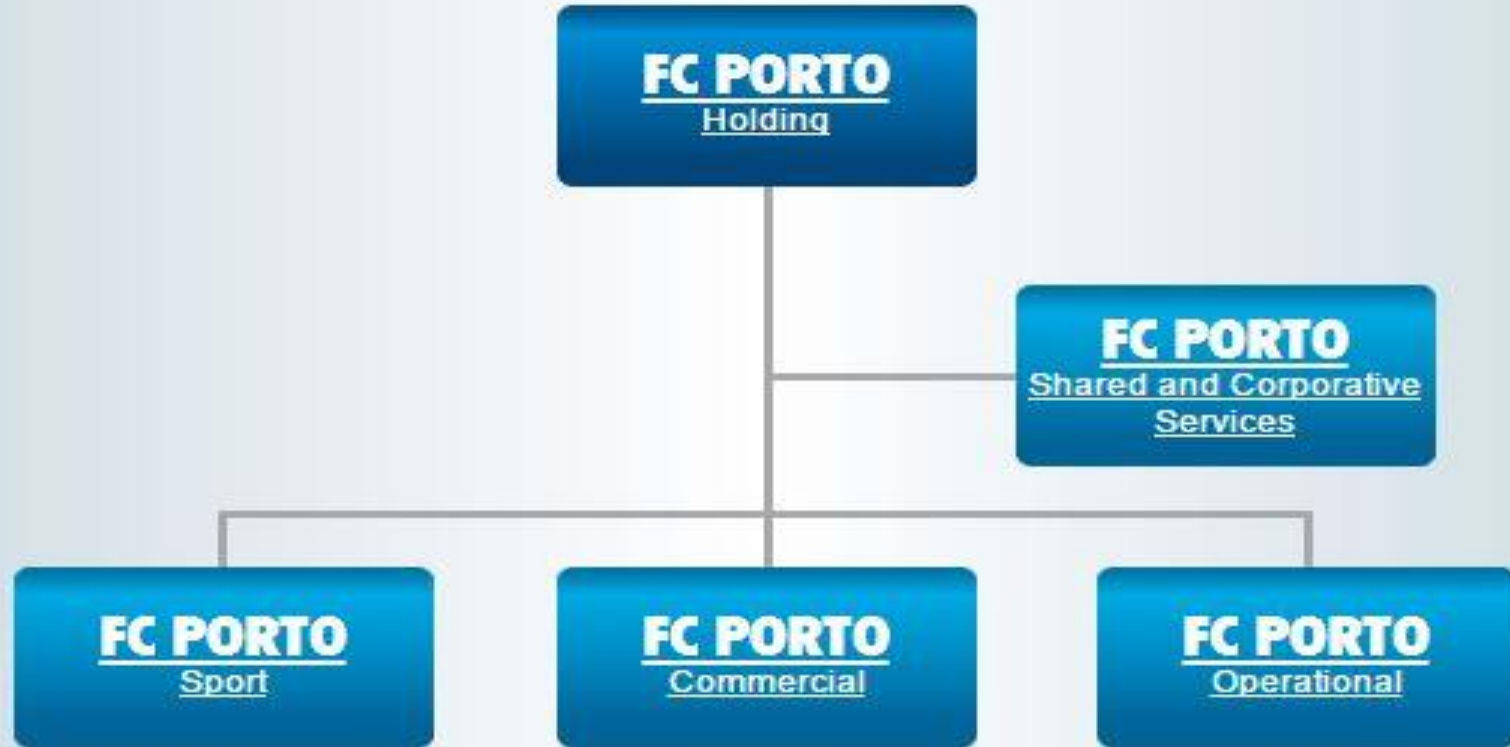 FC PORTO
Holding
FC PORTO
Shared and Corporative
Services
FC PORTO
Sport
FC PORTO
Commercial
FC PORTO
Operational